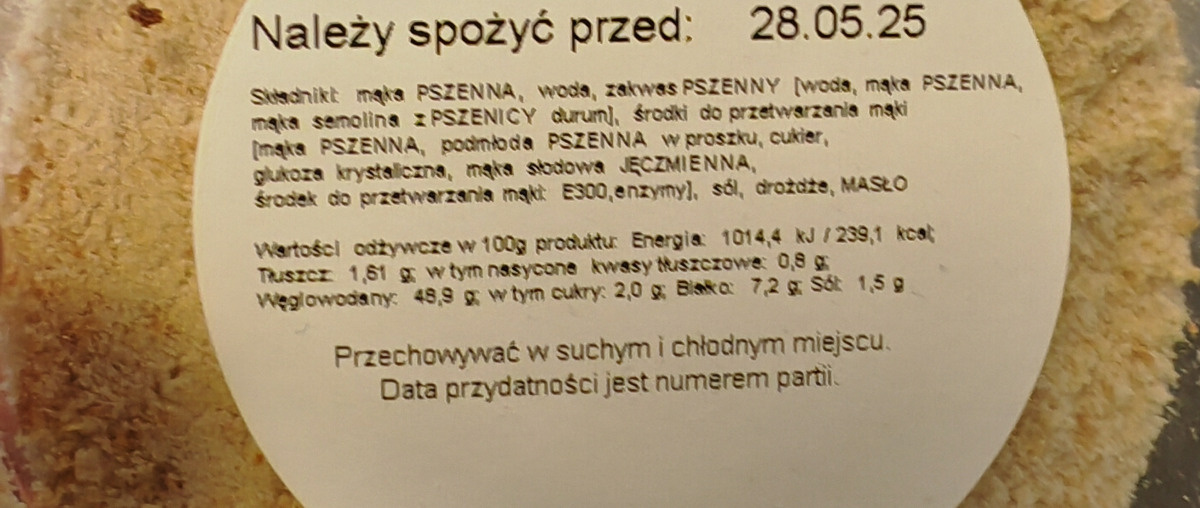 Należy spożyć przed: 28.05.25
Składniki: mąka PSZENNA, woda, zakwas PSZENNY [woda, mąka PSZENNA,
mąka semolina z PSZENICY durum], środki do przetwarzania mąki
[mąka PSZENNA, podmłoda PSZENNA w proszku, cukier,
glukoza krystaliczna, mąka słodowa JĘCZMIENNA,
środek do przetwarzania mąki: E300,enzymy], sól, drożdże, MASŁO
Wartości odżywcze w 100g produktu: Energia: 1014,4 kJ / 239,1 kcal;
Tłuszcz: 1,61 g; w tym nasycone kwasy tłuszczowe: 0,8 g;
Węglowodany: 48,9 g; w tym cukry: 2,0 g; Białko: 7,2 g; Sól: 1,5 g
Przechowywać w suchym i chłodnym miejscu.
Data przydatności jest numerem partii.